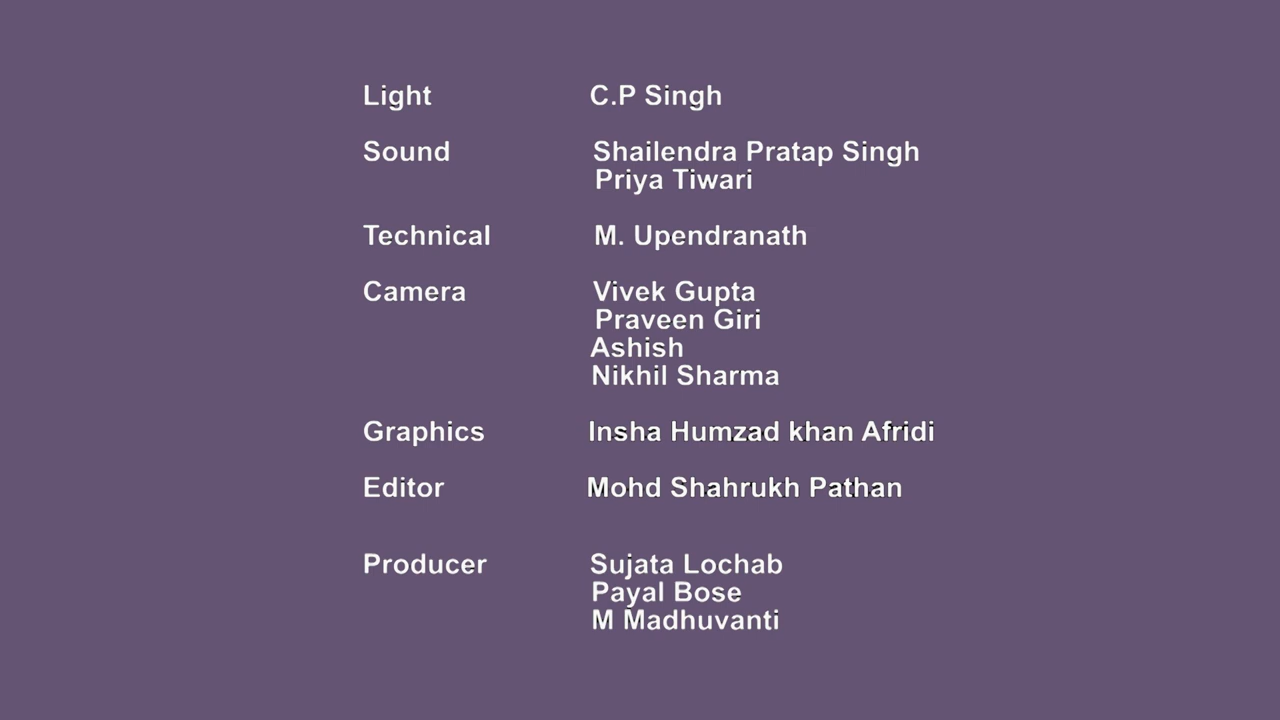 Light C.P Singh
Sound Shailendra Pratap Singh
Priya Tiwari
Technical M. Upendranath
Camera Vivek Gupta
Praveen Giri
Ashish
Nikhil Sharma
Graphics Insha Humzad khan Afridi
Editor Mohd Shahrukh Pathan
Producer Sujata Lochab
Payal Bose
M Madhuvanti